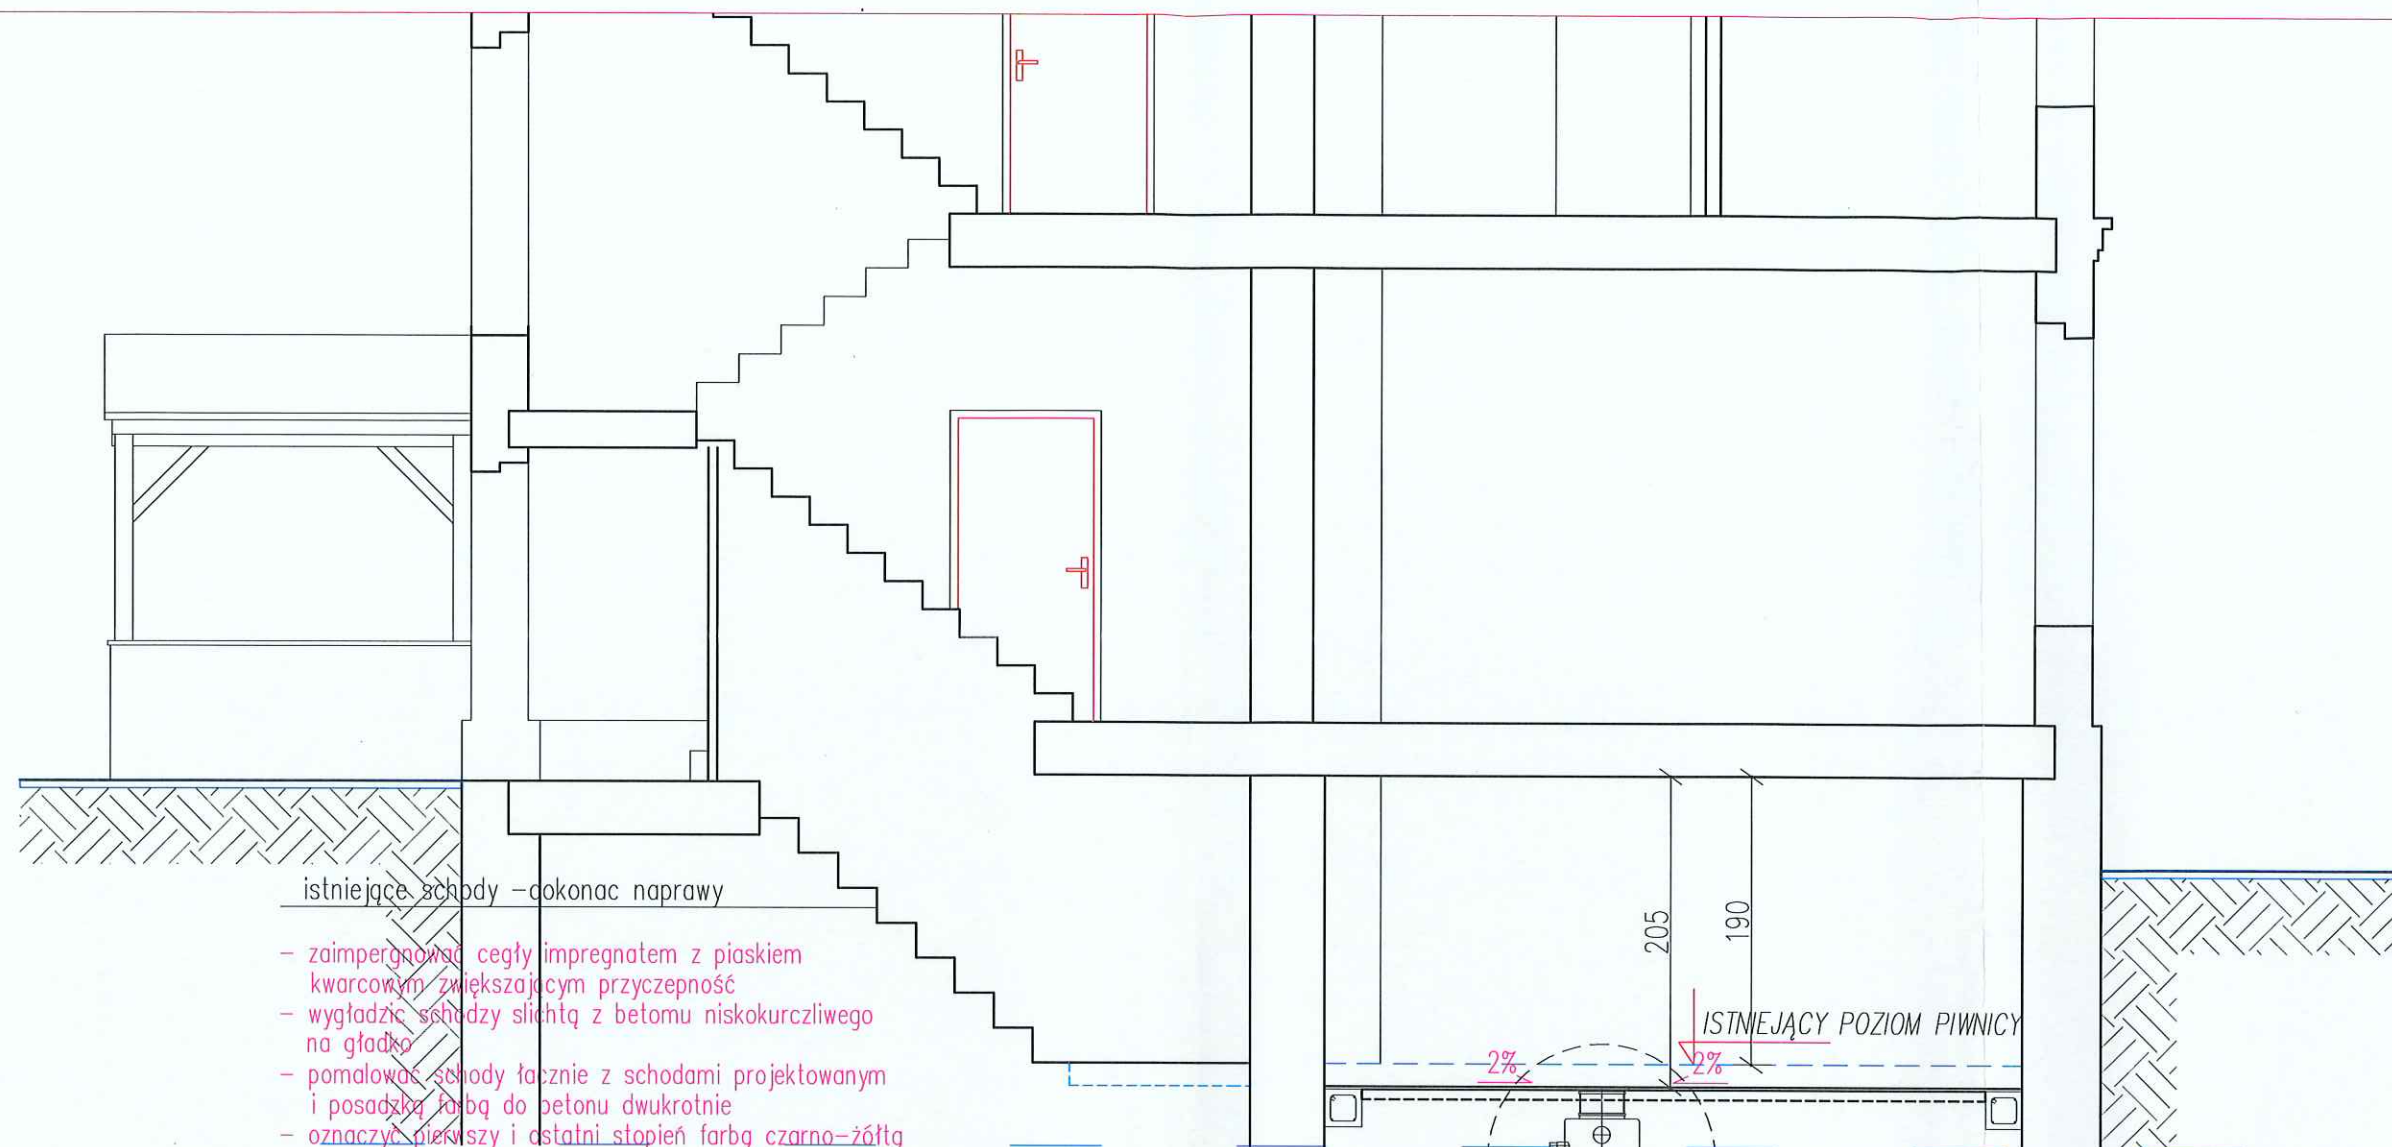 istniejące schody -dokonac naprawy
- zaimpergnować cegły impregnatem z piaskiem
kwarcowym zwiększającym przyczepność
- wygładzic schodzy slichtą z betomu niskokurczliwego
na gładko
- pomalować schody łacznie z schodami projektowanym
i posadzką farbą do betonu dwukrotnie
- oznaczyć pierwszy i ostatni stopień farbą czarno-żółtą
205
190
ISTNIEJĄCY POZIOM PIWNICY
2%
2%